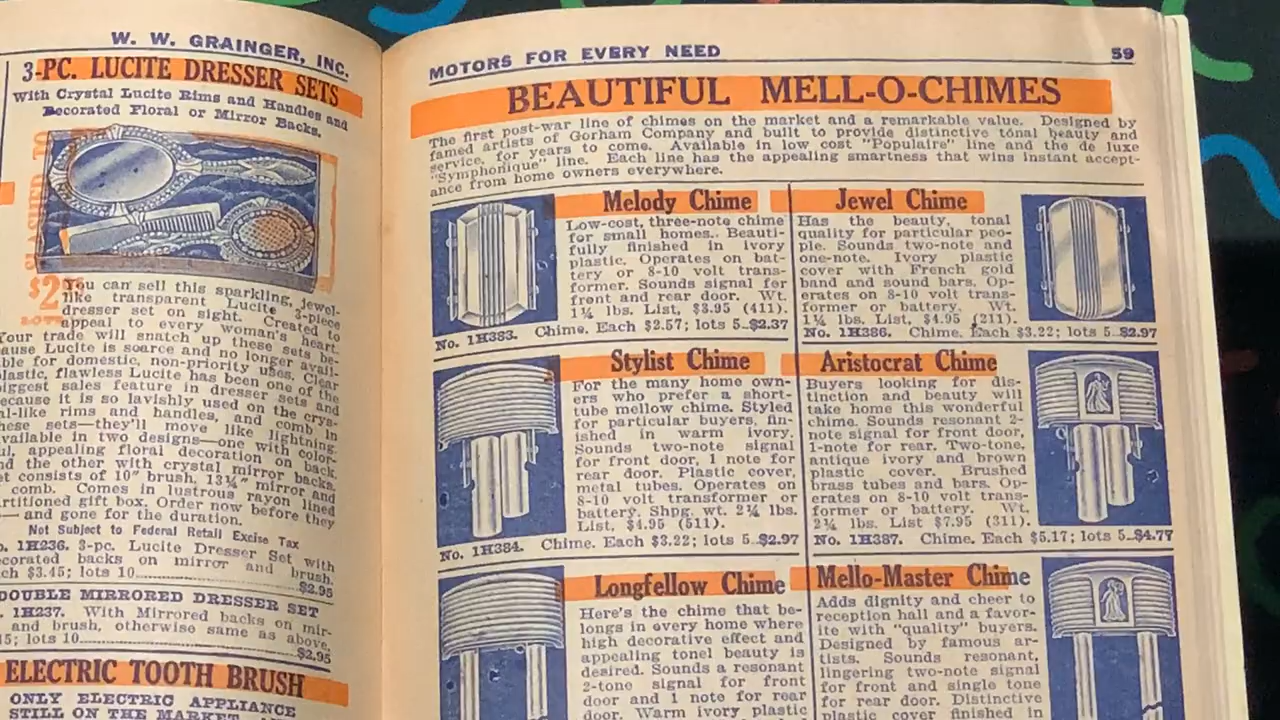 W. W. GRAINGER, INC.
3-PC. LUCITE DRESSER SETS
With Crystal Lucite Rims and Handles and
Decorated Floral or Mirror Backs.
SLASHED TO
$2
You can sell this sparkling, jewel-
like transparent Lucite 3-piece
dresser set on sight. Created to
appeal to every woman's heart.
Your trade will snatch up these sets be-
cause Lucite is scarce and no longer avail-
able for domestic, non-priority uses. Clear
plastic, flawless Lucite has been one of the
biggest sales feature in dresser sets and
because it is so lavishly used on the crys-
tal-like rims and handles, and comb in
these sets—they'll move like lightning.
Available in two designs—one with color-
ful, appealing floral decoration on back
and the other with crystal mirror backs.
Set consists of 10" brush, 13¼" mirror and
comb. Comes in lustrous rayon lined
partitioned gift box. Order now before they
— and gone for the duration.
Not Subject to Federal Retail Excise Tax
No. 1H236. 3-pc. Lucite Dresser Set with
decorated backs on mirror and brush.
Each $3.45; lots 10 $2.95
DOUBLE MIRRORED DRESSER SET
1H237. With Mirrored backs on mir-
and brush, otherwise same as above.
lots 10 $2.95
ELECTRIC TOOTH BRUSH
ONLY ELECTRIC APPLIANCE
STILL ON THE MARKET
MOTORS FOR EVERY NEED 59
BEAUTIFUL MELL-O-CHIMES
The first post-war line of chimes on the market and a remarkable value. Designed by
famed artists of Gorham Company and built to provide distinctive tonal beauty and
service, for years to come. Available in low cost "Populaire" line and the de luxe
"Symphonique" line. Each line has the appealing smartness that wins instant accept-
ance from home owners everywhere.
Melody Chime
Low-cost, three-note chime
for small homes. Beauti-
fully finished in ivory
plastic. Operates on bat-
tery or 8-10 volt trans-
former. Sounds signal for
front and rear door. Wt.
1¼ lbs. List, $3.95 (411).
No. 1H383. Chime. Each $2.57; lots 5 $2.37
Jewel Chime
Has the beauty, tonal
quality for particular peo-
ple. Sounds two-note and
one-note. Ivory plastic
cover with French gold
band and sound bars. Op-
erates on 8-10 volt trans-
former or battery. Wt.
1¼ lbs. List, $4.95 (211).
No. 1H386. Chime. Each $3.22; lots 5 $2.97
Stylist Chime
For the many home own-
ers who prefer a short-
tube mellow chime. Styled
for particular buyers, fin-
ished in warm ivory.
Sounds two-note signal
for front door, 1 note for
rear door. Plastic cover,
metal tubes. Operates on
8-10 volt transformer or
battery. Shpg. wt. 2¼ lbs.
List, $4.95 (511).
No. 1H384. Chime. Each $3.22; lots 5 $2.97
Aristocrat Chime
Buyers looking for dis-
tinction and beauty will
take home this wonderful
chime. Sounds resonant 2-
note signal for front door,
1-note for rear. Two-tone,
antique ivory and brown
plastic cover. Brushed
brass tubes and bars. Op-
erates on 8-10 volt trans-
former or battery. Wt.
2¼ lbs. List $7.95 (311).
No. 1H387. Chime. Each $5.17; lots 5 $4.77
Longfellow Chime
Here's the chime that be-
longs in every home where
high decorative effect and
appealing tonel beauty is
desired. Sounds a resonant
2-tone signal for front
door and 1 note for rear
door. Warm ivory plastic
Mello-Master Chime
Adds dignity and cheer to
reception hall and a favor-
ite with "quality" buyers.
Designed by famous ar-
tists. Sounds resonant,
lingering two-note signal
for front and single tone
for rear door. Distinctive
plastic cover finished in